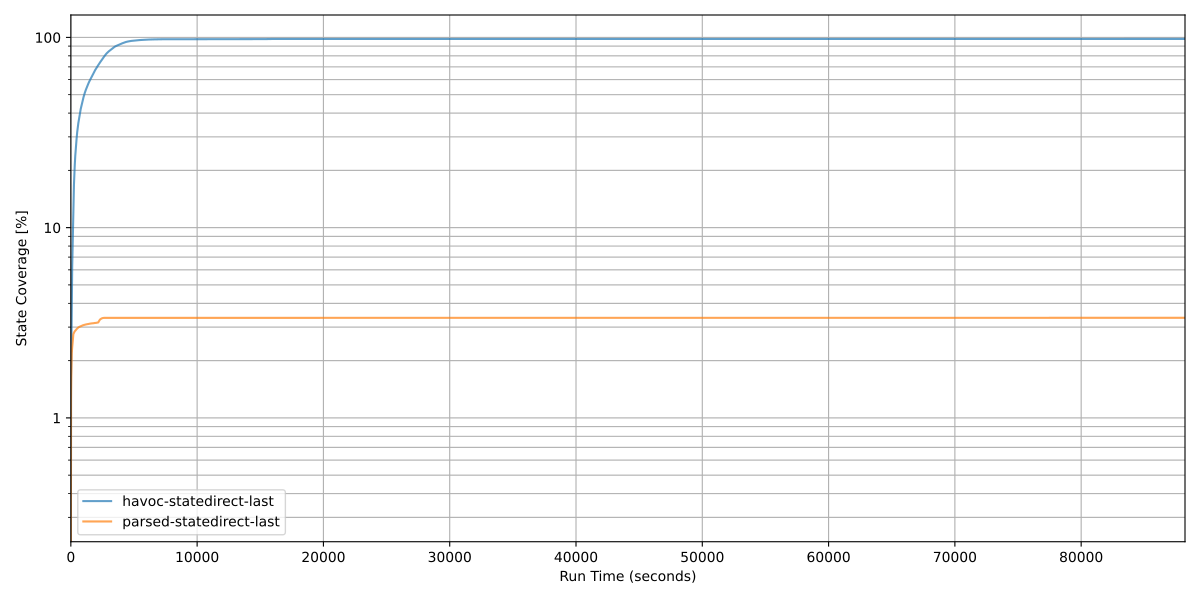 State Coverage [%]
100
10
1
havoc-statedirect-last
parsed-statedirect-last
0 10000 20000 30000 40000 50000 60000 70000 80000
Run Time (seconds)